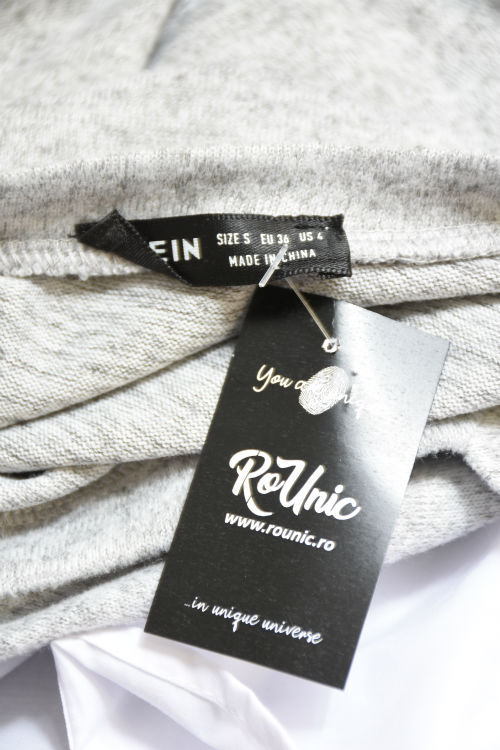 EIN
SIZE S EU 36 US 4
MADE IN CHINA
You
RoUnic
www.rounic.ro
...in unique universe